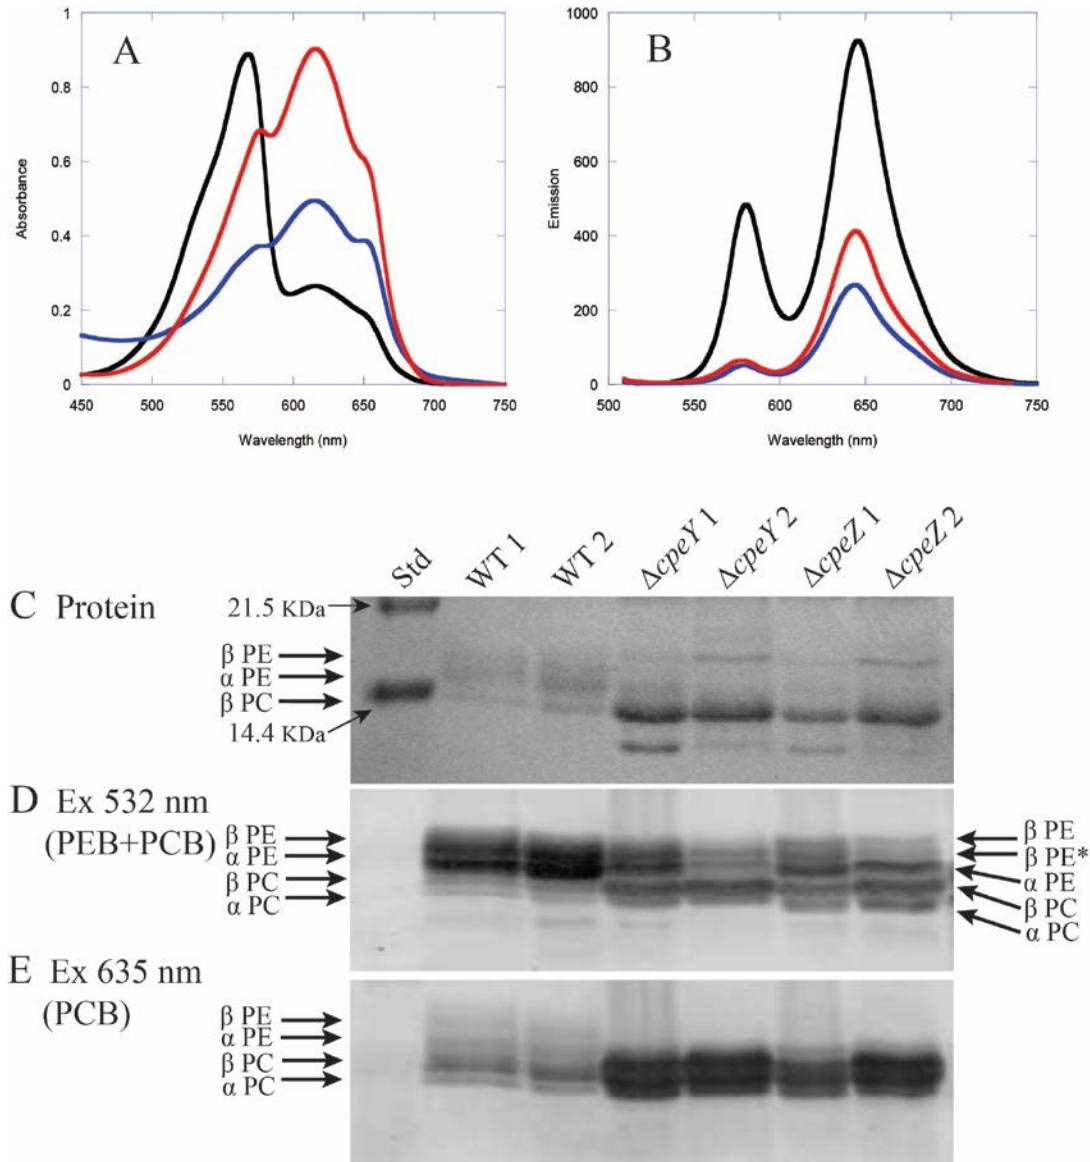 A
B
1
0.8
0.6
0.4
0.2
0
Absorbance
450 500 550 600 650 700 750
Wavelength (nm)
1000
800
600
400
200
0
Emission
500 550 600 650 700 750
Wavelength (nm)
Std WT 1 WT 2 ΔcpeY 1 ΔcpeY 2 ΔcpeZ 1 ΔcpeZ 2
C Protein
21.5 KDa
β PE
α PE
β PC
14.4 KDa
D Ex 532 nm
(PEB+PCB)
β PE
α PE
β PC
α PC
β PE
β PE*
α PE
β PC
α PC
E Ex 635 nm
(PCB)
β PE
α PE
β PC
α PC